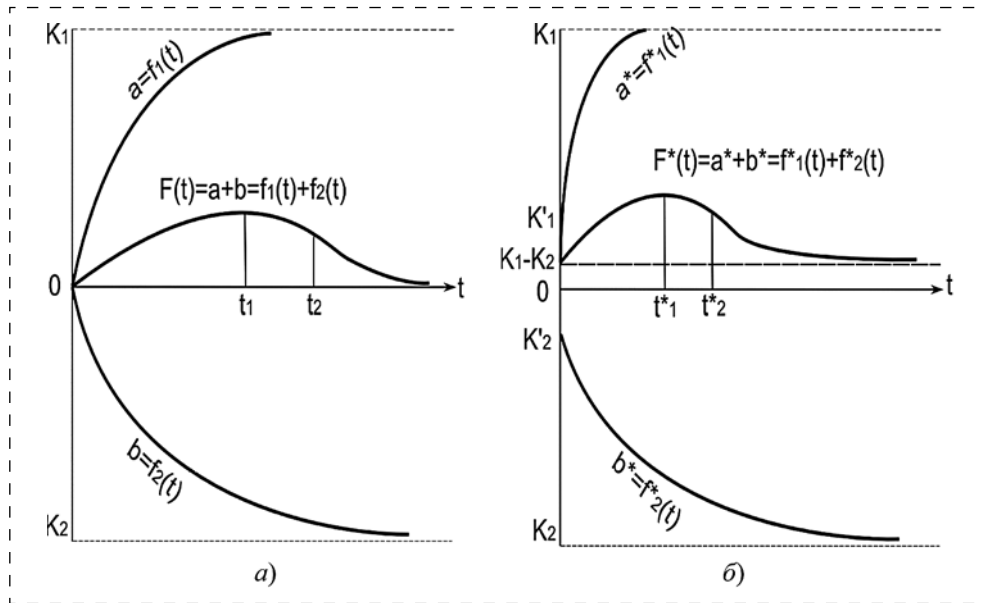 K₁
a=f₁(t)
F(t)=a+b=f₁(t)+f₂(t)
0
t₁
t₂
t
b=f₂(t)
K₂
а)
K₁
a*=f*₁(t)
F*(t)=a*+b*=f*₁(t)+f*₂(t)
K'₁
K₁-K₂
0
t*₁
t*₂
t
K'₂
b*=f*₂(t)
K₂
б)